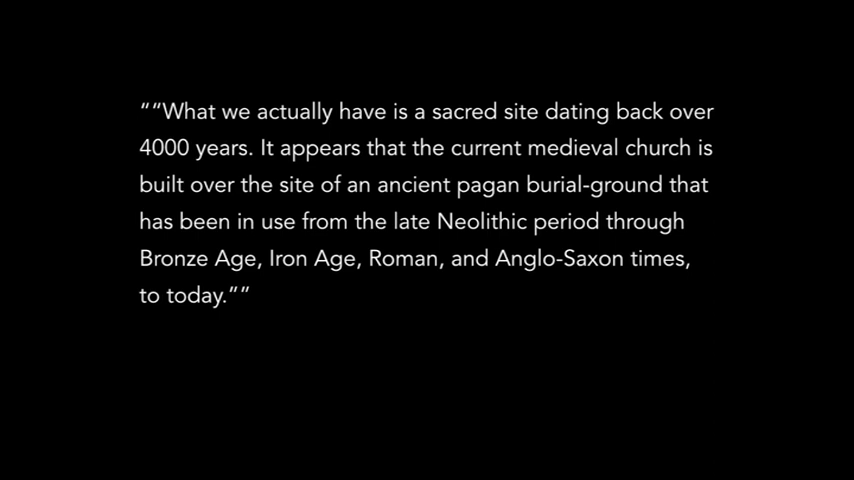 ““What we actually have is a sacred site dating back over
4000 years. It appears that the current medieval church is
built over the site of an ancient pagan burial-ground that
has been in use from the late Neolithic period through
Bronze Age, Iron Age, Roman, and Anglo-Saxon times,
to today.””